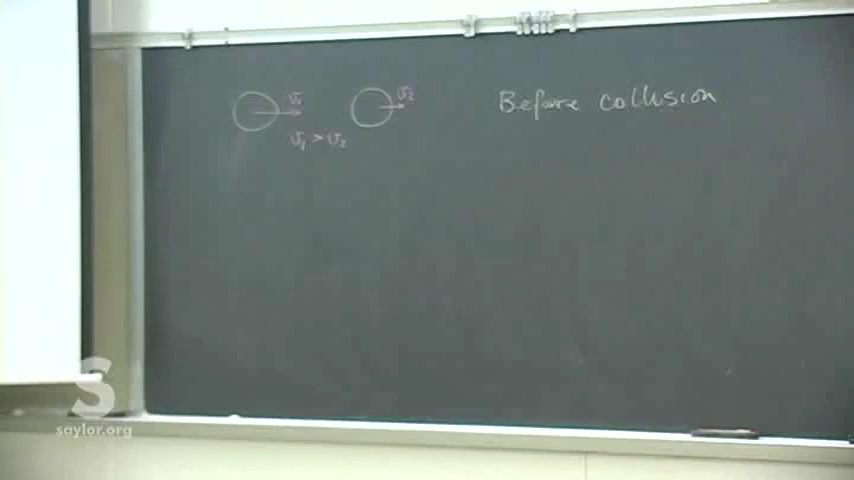 v₁ v₂ Before collision
v₁ > v₂
S
saylor.org